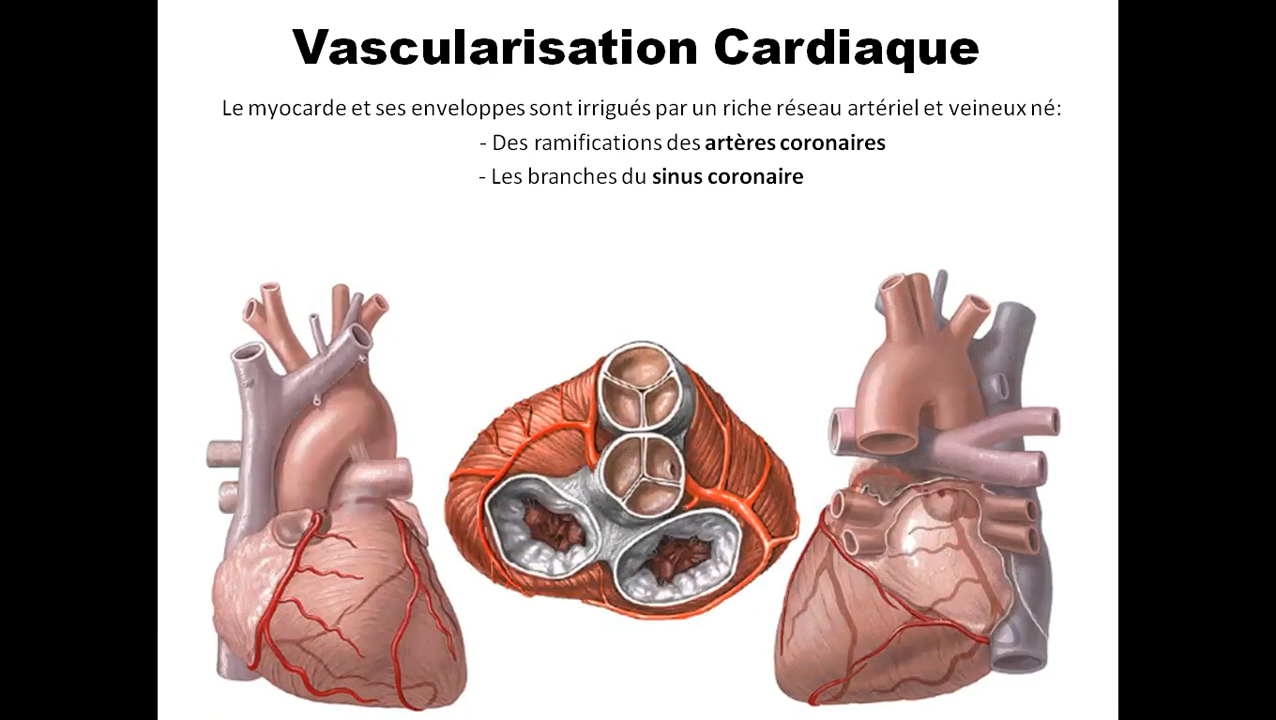 Vascularisation Cardiaque
Le myocarde et ses enveloppes sont irrigués par un riche réseau artériel et veineux né:
- Des ramifications des artères coronaires
- Les branches du sinus coronaire